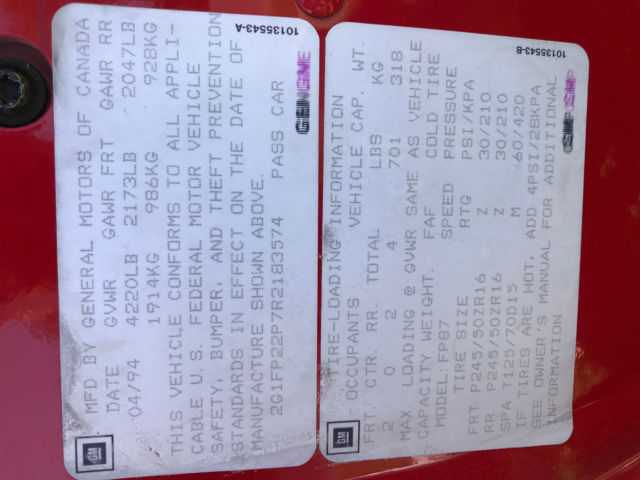 10135543-A
MFD BY GENERAL MOTORS OF CANADA
DATE GVWR GAWR FRT GAWR RR
04/94 4220LB 2173LB 2047LB
1914KG 986KG 928KG
THIS VEHICLE CONFORMS TO ALL APPLI-
CABLE U.S. FEDERAL MOTOR VEHICLE
SAFETY, BUMPER, AND THEFT PREVENTION
STANDARDS IN EFFECT ON THE DATE OF
MANUFACTURE SHOWN ABOVE.
2G1FP22P7R2183574 PASS CAR
GM
10135543-B
TIRE-LOADING INFORMATION
OCCUPANTS VEHICLE CAP. WT.
FRT. CTR. RR. TOTAL LBS KG
2 0 2 4 701 318
MAX. LOADING @ GVWR SAME AS VEHICLE
CAPACITY WEIGHT. FAF COLD TIRE
MODEL: FP87 SPEED PRESSURE
TIRE SIZE RTG PSI/KPA
FRT P245/50ZR16 Z 30/210
RR P245/50ZR16 Z 30/210
SPA T125/70D15 M 60/420
IF TIRES ARE HOT, ADD 4PSI/28KPA
SEE OWNER'S MANUAL FOR ADDITIONAL
INFORMATION
GM